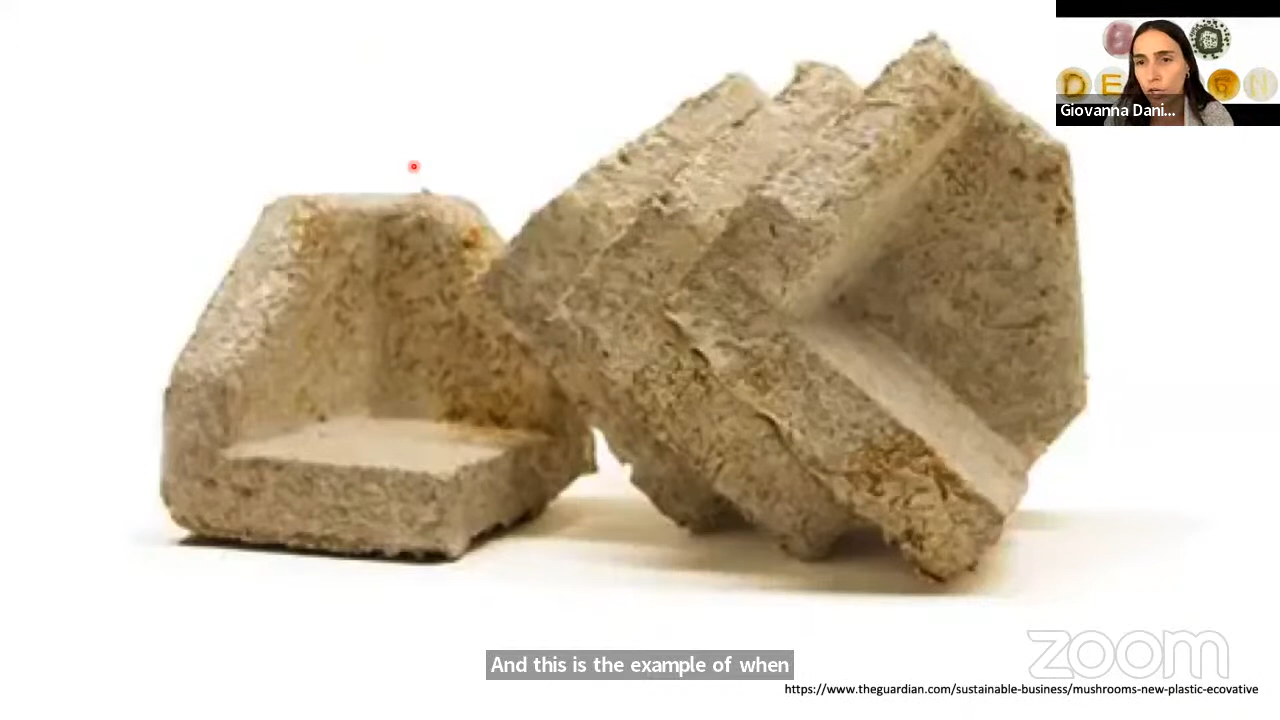 Giovanna Dani...
And this is the example of when
zoom
https://www.theguardian.com/sustainable-business/mushrooms-new-plastic-ecovative